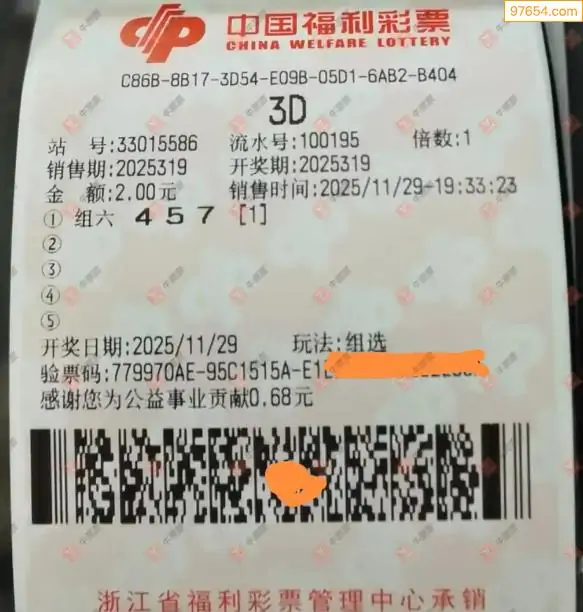 97654.com
中国福利彩票
CHINA WELFARE LOTTERY
C86B-8B17-3D54-E09B-05D1-6AB2-B404
3D
站 号:33015586 流水号:100195 倍数:1
销售期:2025319 开奖期:2025319
金 额:2.00元 销售时间:2025/11/29-19:33:23
① 组六 4 5 7 [1]
②
③
④
⑤
开奖日期:2025/11/29 玩法:组选
验票码:779970AE-95C1515A-E1
感谢您为公益事业贡献0.68元
浙江省福利彩票管理中心承销